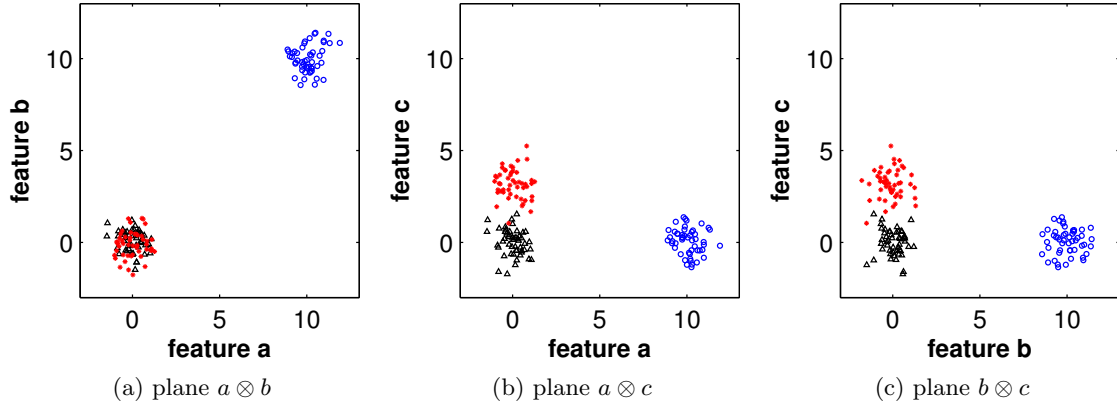 feature b
10
5
0
0 5 10
feature a
(a) plane a ⊗ b
feature c
10
5
0
0 5 10
feature a
(b) plane a ⊗ c
feature c
10
5
0
0 5 10
feature b
(c) plane b ⊗ c